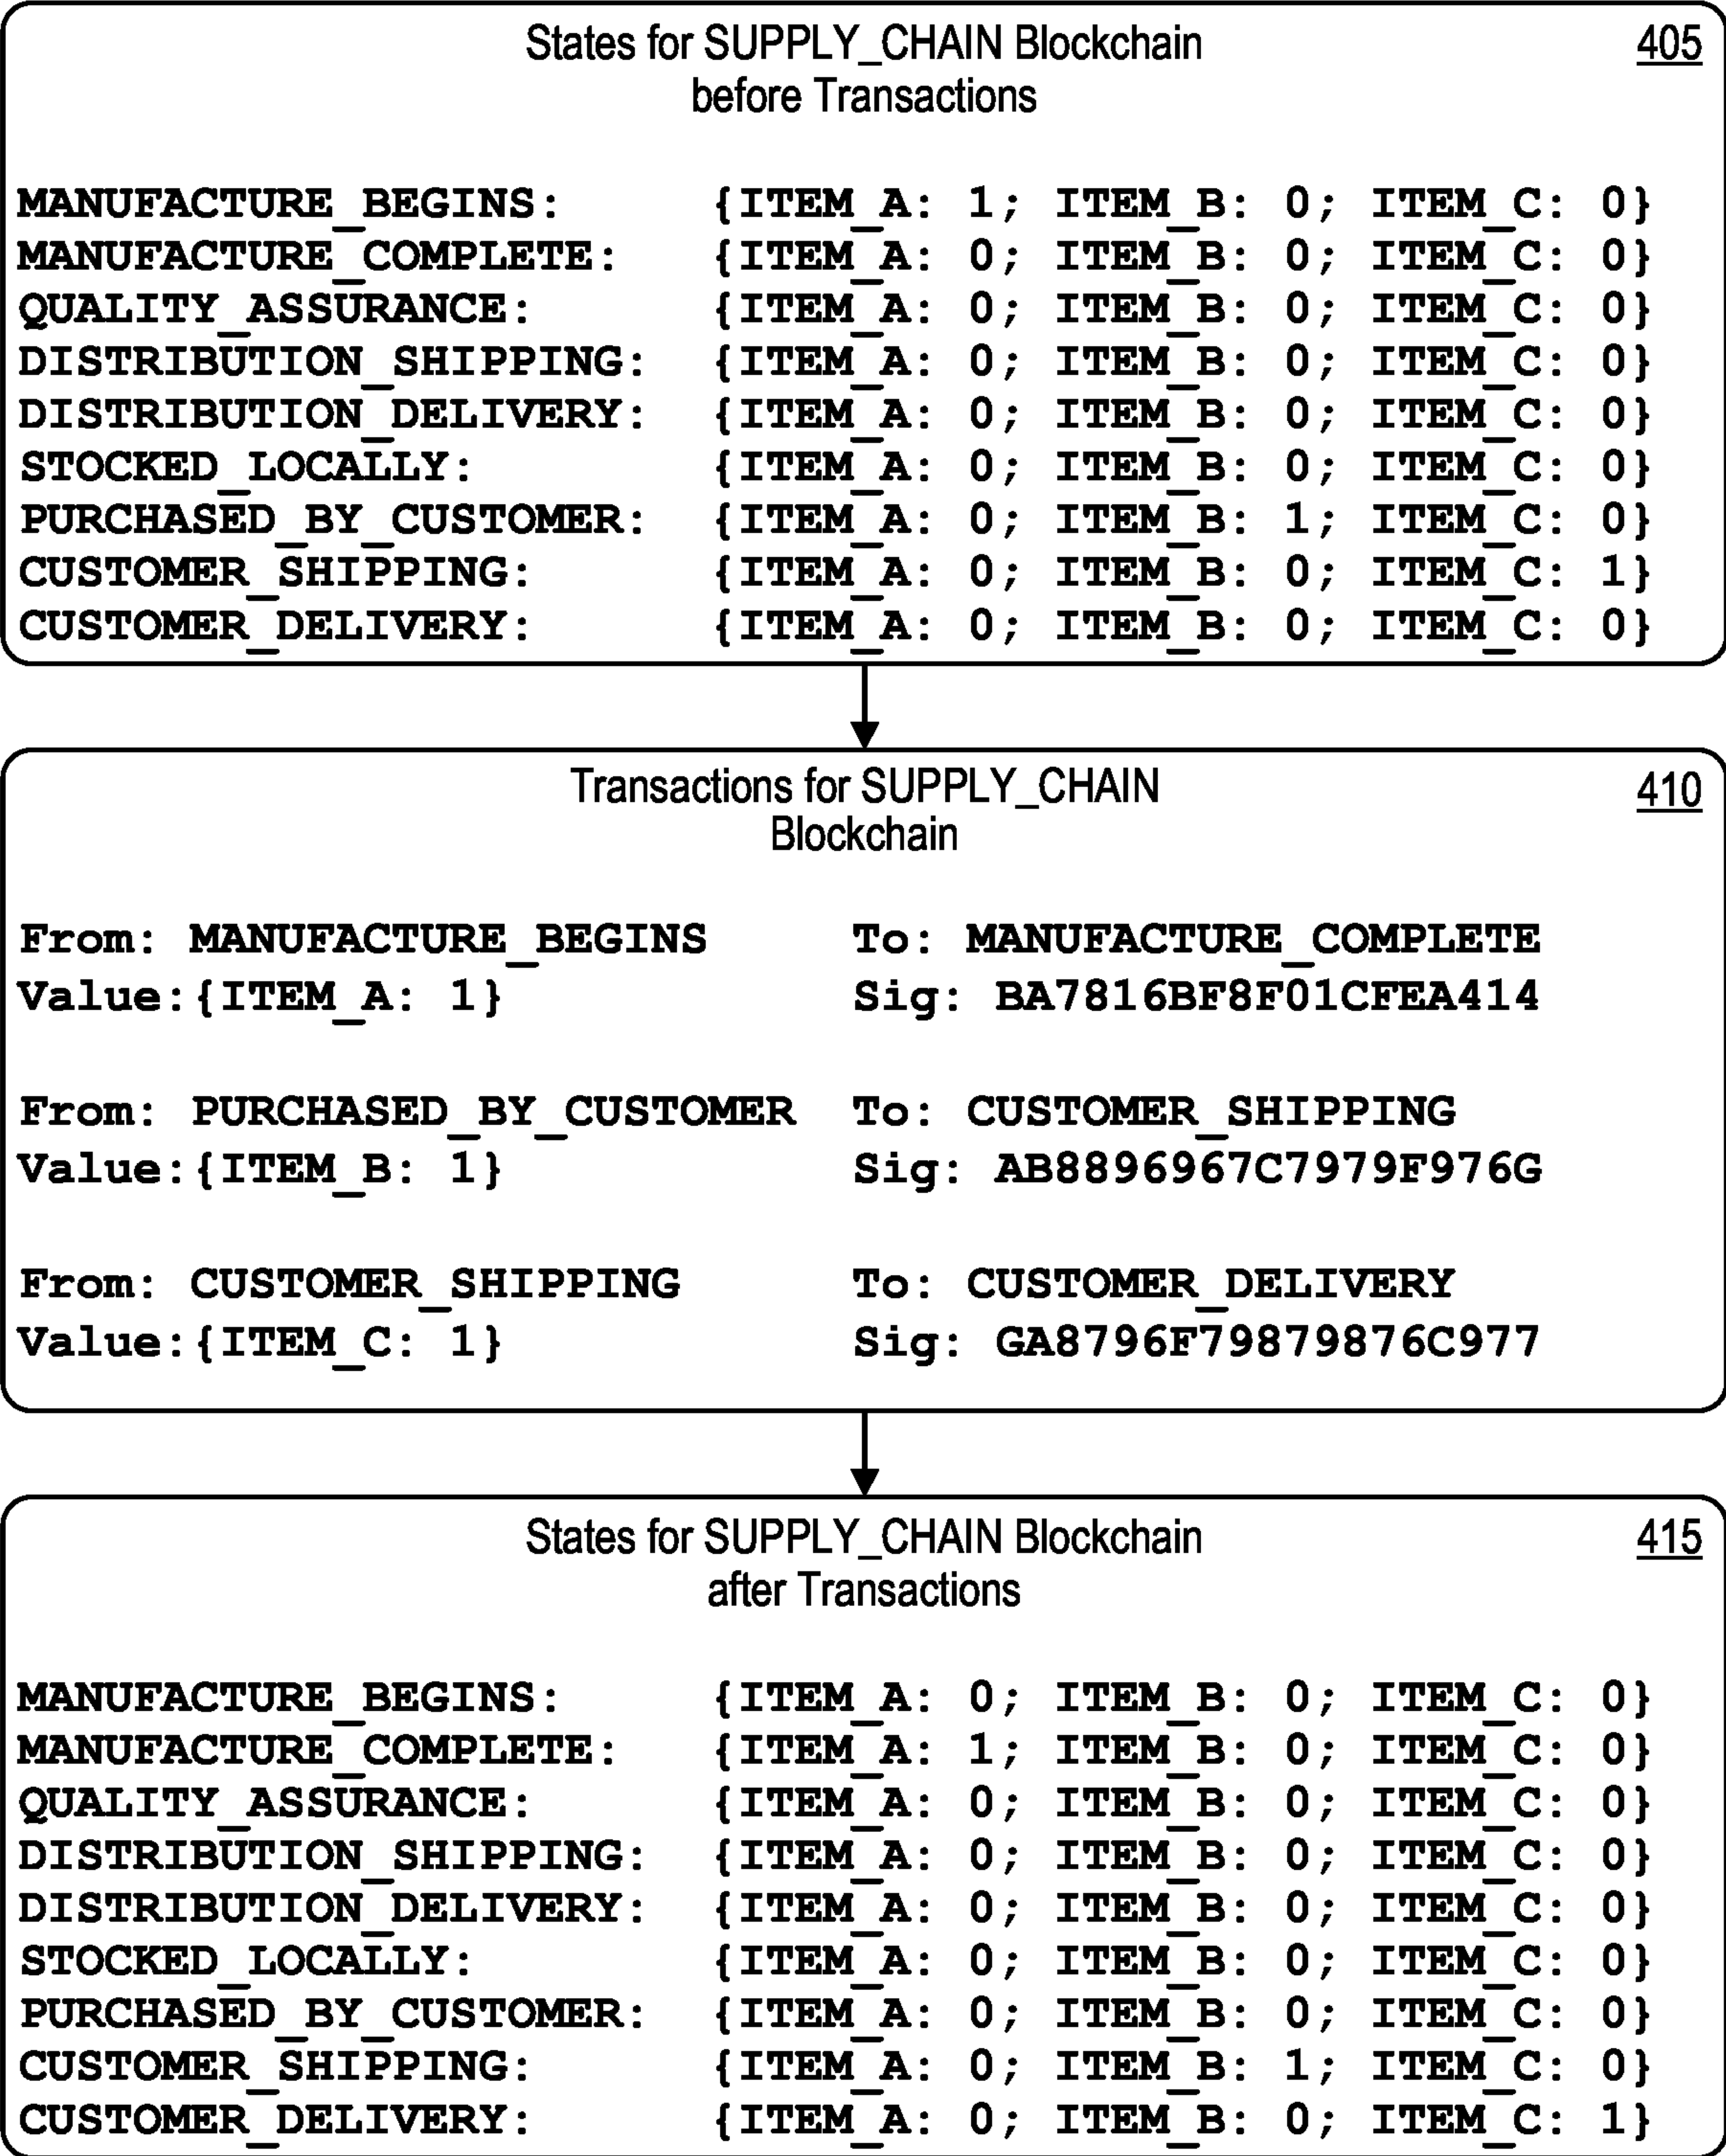 States for SUPPLY_CHAIN Blockchain 405
before Transactions
MANUFACTURE_BEGINS: {ITEM_A: 1; ITEM_B: 0; ITEM_C: 0}
MANUFACTURE_COMPLETE: {ITEM_A: 0; ITEM_B: 0; ITEM_C: 0}
QUALITY_ASSURANCE: {ITEM_A: 0; ITEM_B: 0; ITEM_C: 0}
DISTRIBUTION_SHIPPING: {ITEM_A: 0; ITEM_B: 0; ITEM_C: 0}
DISTRIBUTION_DELIVERY: {ITEM_A: 0; ITEM_B: 0; ITEM_C: 0}
STOCKED_LOCALLY: {ITEM_A: 0; ITEM_B: 0; ITEM_C: 0}
PURCHASED_BY_CUSTOMER: {ITEM_A: 0; ITEM_B: 1; ITEM_C: 0}
CUSTOMER_SHIPPING: {ITEM_A: 0; ITEM_B: 0; ITEM_C: 1}
CUSTOMER_DELIVERY: {ITEM_A: 0; ITEM_B: 0; ITEM_C: 0}
Transactions for SUPPLY_CHAIN 410
Blockchain
From: MANUFACTURE_BEGINS To: MANUFACTURE_COMPLETE
Value:{ITEM_A: 1} Sig: BA7816BF8F01CFEA414
From: PURCHASED_BY_CUSTOMER To: CUSTOMER_SHIPPING
Value:{ITEM_B: 1} Sig: AB8896967C7979F976G
From: CUSTOMER_SHIPPING To: CUSTOMER_DELIVERY
Value:{ITEM_C: 1} Sig: GA8796F79879876C977
States for SUPPLY_CHAIN Blockchain 415
after Transactions
MANUFACTURE_BEGINS: {ITEM_A: 0; ITEM_B: 0; ITEM_C: 0}
MANUFACTURE_COMPLETE: {ITEM_A: 1; ITEM_B: 0; ITEM_C: 0}
QUALITY_ASSURANCE: {ITEM_A: 0; ITEM_B: 0; ITEM_C: 0}
DISTRIBUTION_SHIPPING: {ITEM_A: 0; ITEM_B: 0; ITEM_C: 0}
DISTRIBUTION_DELIVERY: {ITEM_A: 0; ITEM_B: 0; ITEM_C: 0}
STOCKED_LOCALLY: {ITEM_A: 0; ITEM_B: 0; ITEM_C: 0}
PURCHASED_BY_CUSTOMER: {ITEM_A: 0; ITEM_B: 0; ITEM_C: 0}
CUSTOMER_SHIPPING: {ITEM_A: 0; ITEM_B: 1; ITEM_C: 0}
CUSTOMER_DELIVERY: {ITEM_A: 0; ITEM_B: 0; ITEM_C: 1}